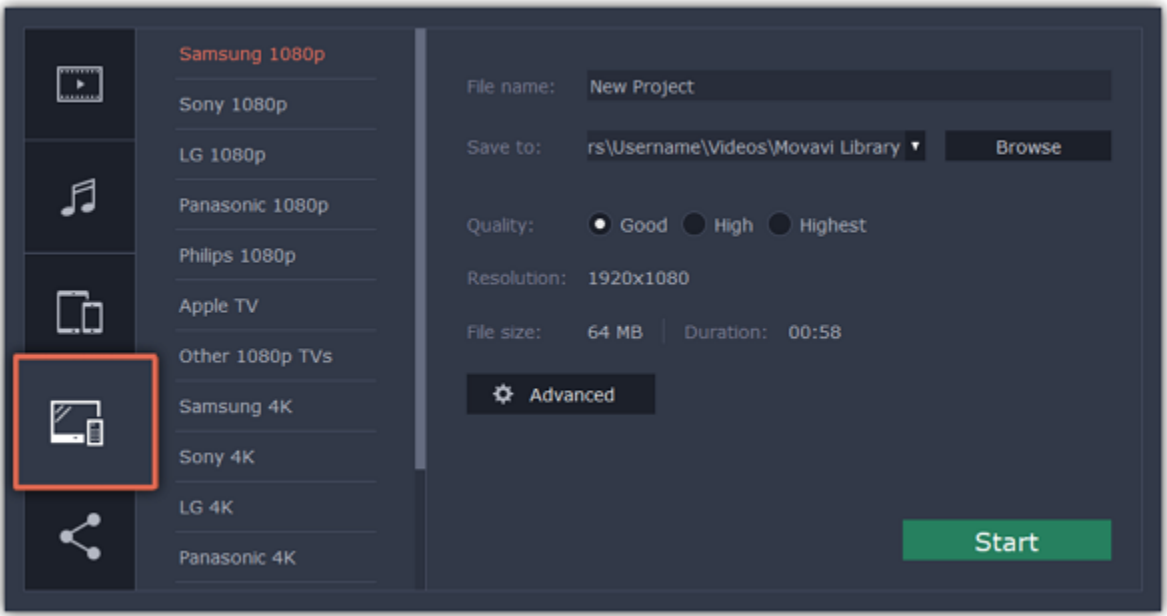 Samsung 1080p
Sony 1080p
LG 1080p
Panasonic 1080p
Philips 1080p
Apple TV
Other 1080p TVs
Samsung 4K
Sony 4K
LG 4K
Panasonic 4K
File name: New Project
Save to: rs\Username\Videos\Movavi Library Browse
Quality: Good High Highest
Resolution: 1920x1080
File size: 64 MB Duration: 00:58
Advanced
Start